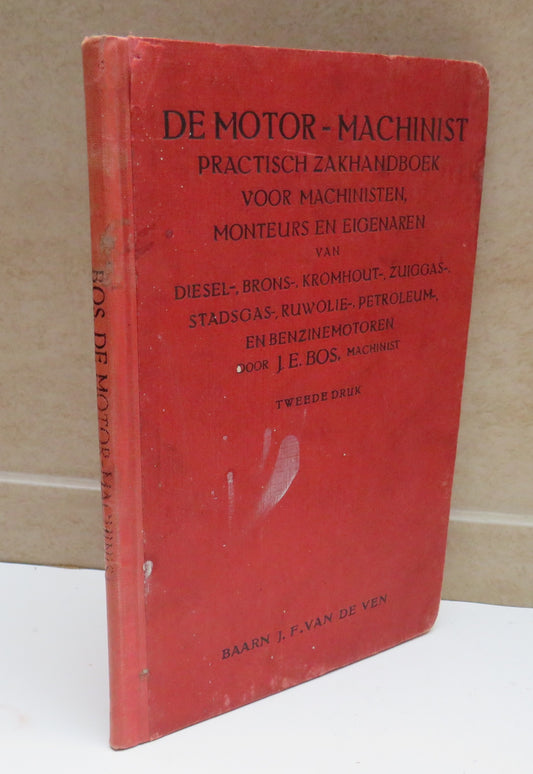 DE MOTOR-MACHINIST
PRACTISCH ZAKHANDBOEK
VOOR MACHINISTEN,
MONTEURS EN EIGENAREN
VAN
DIESEL-, BRONS-, KROMHOUT-, ZUIGGAS-,
STADSGAS-, RUWOLIE-, PETROLEUM-,
EN BENZINEMOTOREN
DOOR J. E. BOS, MACHINIST
TWEEDE DRUK
BAARN J. F. VAN DE VEN
BOS, DE MOTOR-MACHINIST